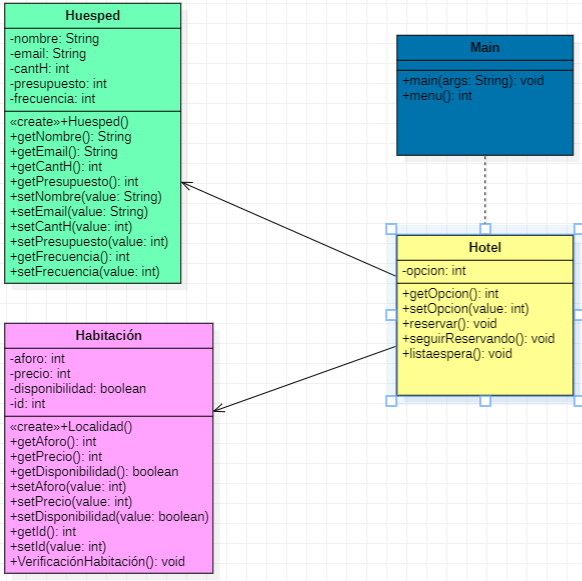 Huesped
-nombre: String
-email: String
-cantH: int
-presupuesto: int
-frecuencia: int
«create»+Huesped()
+getNombre(): String
+getEmail(): String
+getCantH(): int
+getPresupuesto(): int
+setNombre(value: String)
+setEmail(value: String)
+setCantH(value: int)
+setPresupuesto(value: int)
+getFrecuencia(): int
+setFrecuencia(value: int)
Main
+main(args: String): void
+menu(): int
Hotel
-opcion: int
+getOpcion(): int
+setOpcion(value: int)
+reservar(): void
+seguirReservando(): void
+listaespera(): void
Habitación
-aforo: int
-precio: int
-disponibilidad: boolean
-id: int
«create»+Localidad()
+getAforo(): int
+getPrecio(): int
+getDisponibilidad(): boolean
+setAforo(value: int)
+setPrecio(value: int)
+setDisponibilidad(value: boolean)
+getId(): int
+setId(value: int)
+VerificaciónHabitación(): void